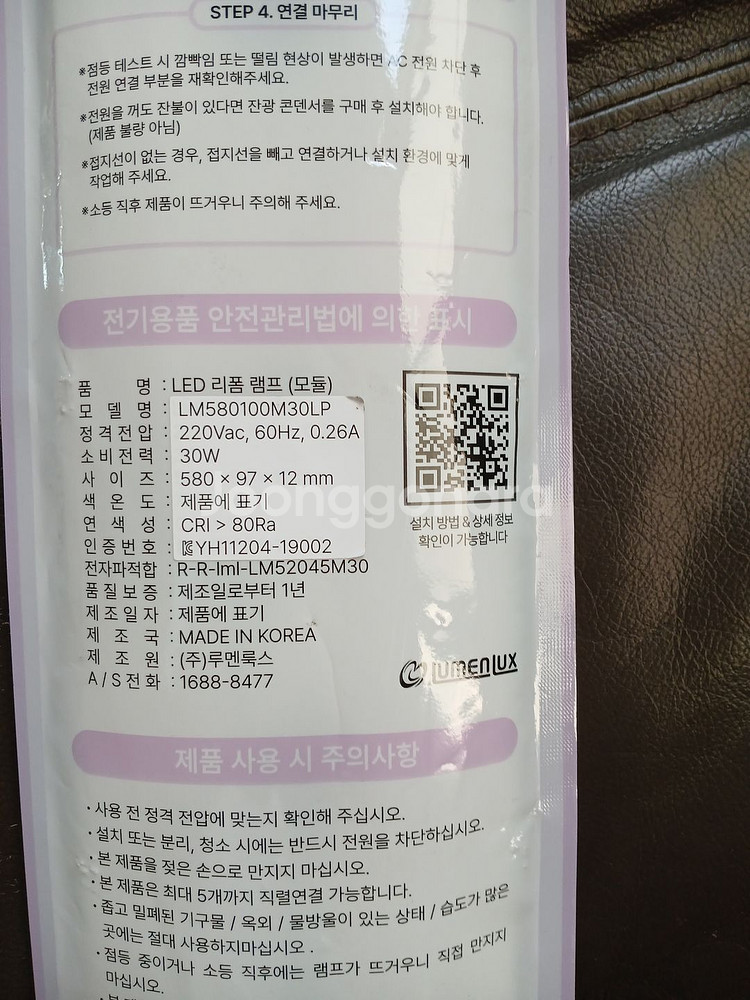 STEP 4. 연결 마무리
※점등 테스트 시 깜빡임 또는 떨림 현상이 발생하면 AC 전원 차단 후
전원 연결 부분을 재확인해주세요.
※전원을 꺼도 잔불이 있다면 잔광 콘덴서를 구매 후 설치해야 합니다.
(제품 불량 아님)
※접지선이 없는 경우, 접지선을 빼고 연결하거나 설치 환경에 맞게
작업해 주세요.
※소등 직후 제품이 뜨거우니 주의해 주세요.
전기용품 안전관리법에 의한 표시
품 명 : LED 리폼 램프 (모듈)
모 델 명 : LM580100M30LP
정격전압 : 220Vac, 60Hz, 0.26A
소비전력 : 30W
사 이 즈 : 580 × 97 × 12 mm
색 온 도 : 제품에 표기
연 색 성 : CRI > 80Ra
인증번호 : YH11204-19002
전자파적합 : R-R-lml-LM52045M30
품질보증 : 제조일로부터 1년
제조일자 : 제품에 표기
제 조 국 : MADE IN KOREA
제 조 원 : (주)루멘룩스
A/S전화 : 1688-8477
설치 방법 & 상세 정보
확인이 가능합니다
LUMENLUX
joonggonara
제품 사용 시 주의사항
· 사용 전 정격 전압에 맞는지 확인해 주십시오.
· 설치 또는 분리, 청소 시에는 반드시 전원을 차단하십시오.
· 본 제품을 젖은 손으로 만지지 마십시오.
· 본 제품은 최대 5개까지 직렬연결 가능합니다.
· 좁고 밀폐된 기구물 / 옥외 / 물방울이 있는 상태 / 습도가 많은
곳에는 절대 사용하지마십시오 .
· 점등 중이거나 소등 직후에는 램프가 뜨거우니 직접 만지지
마십시오.